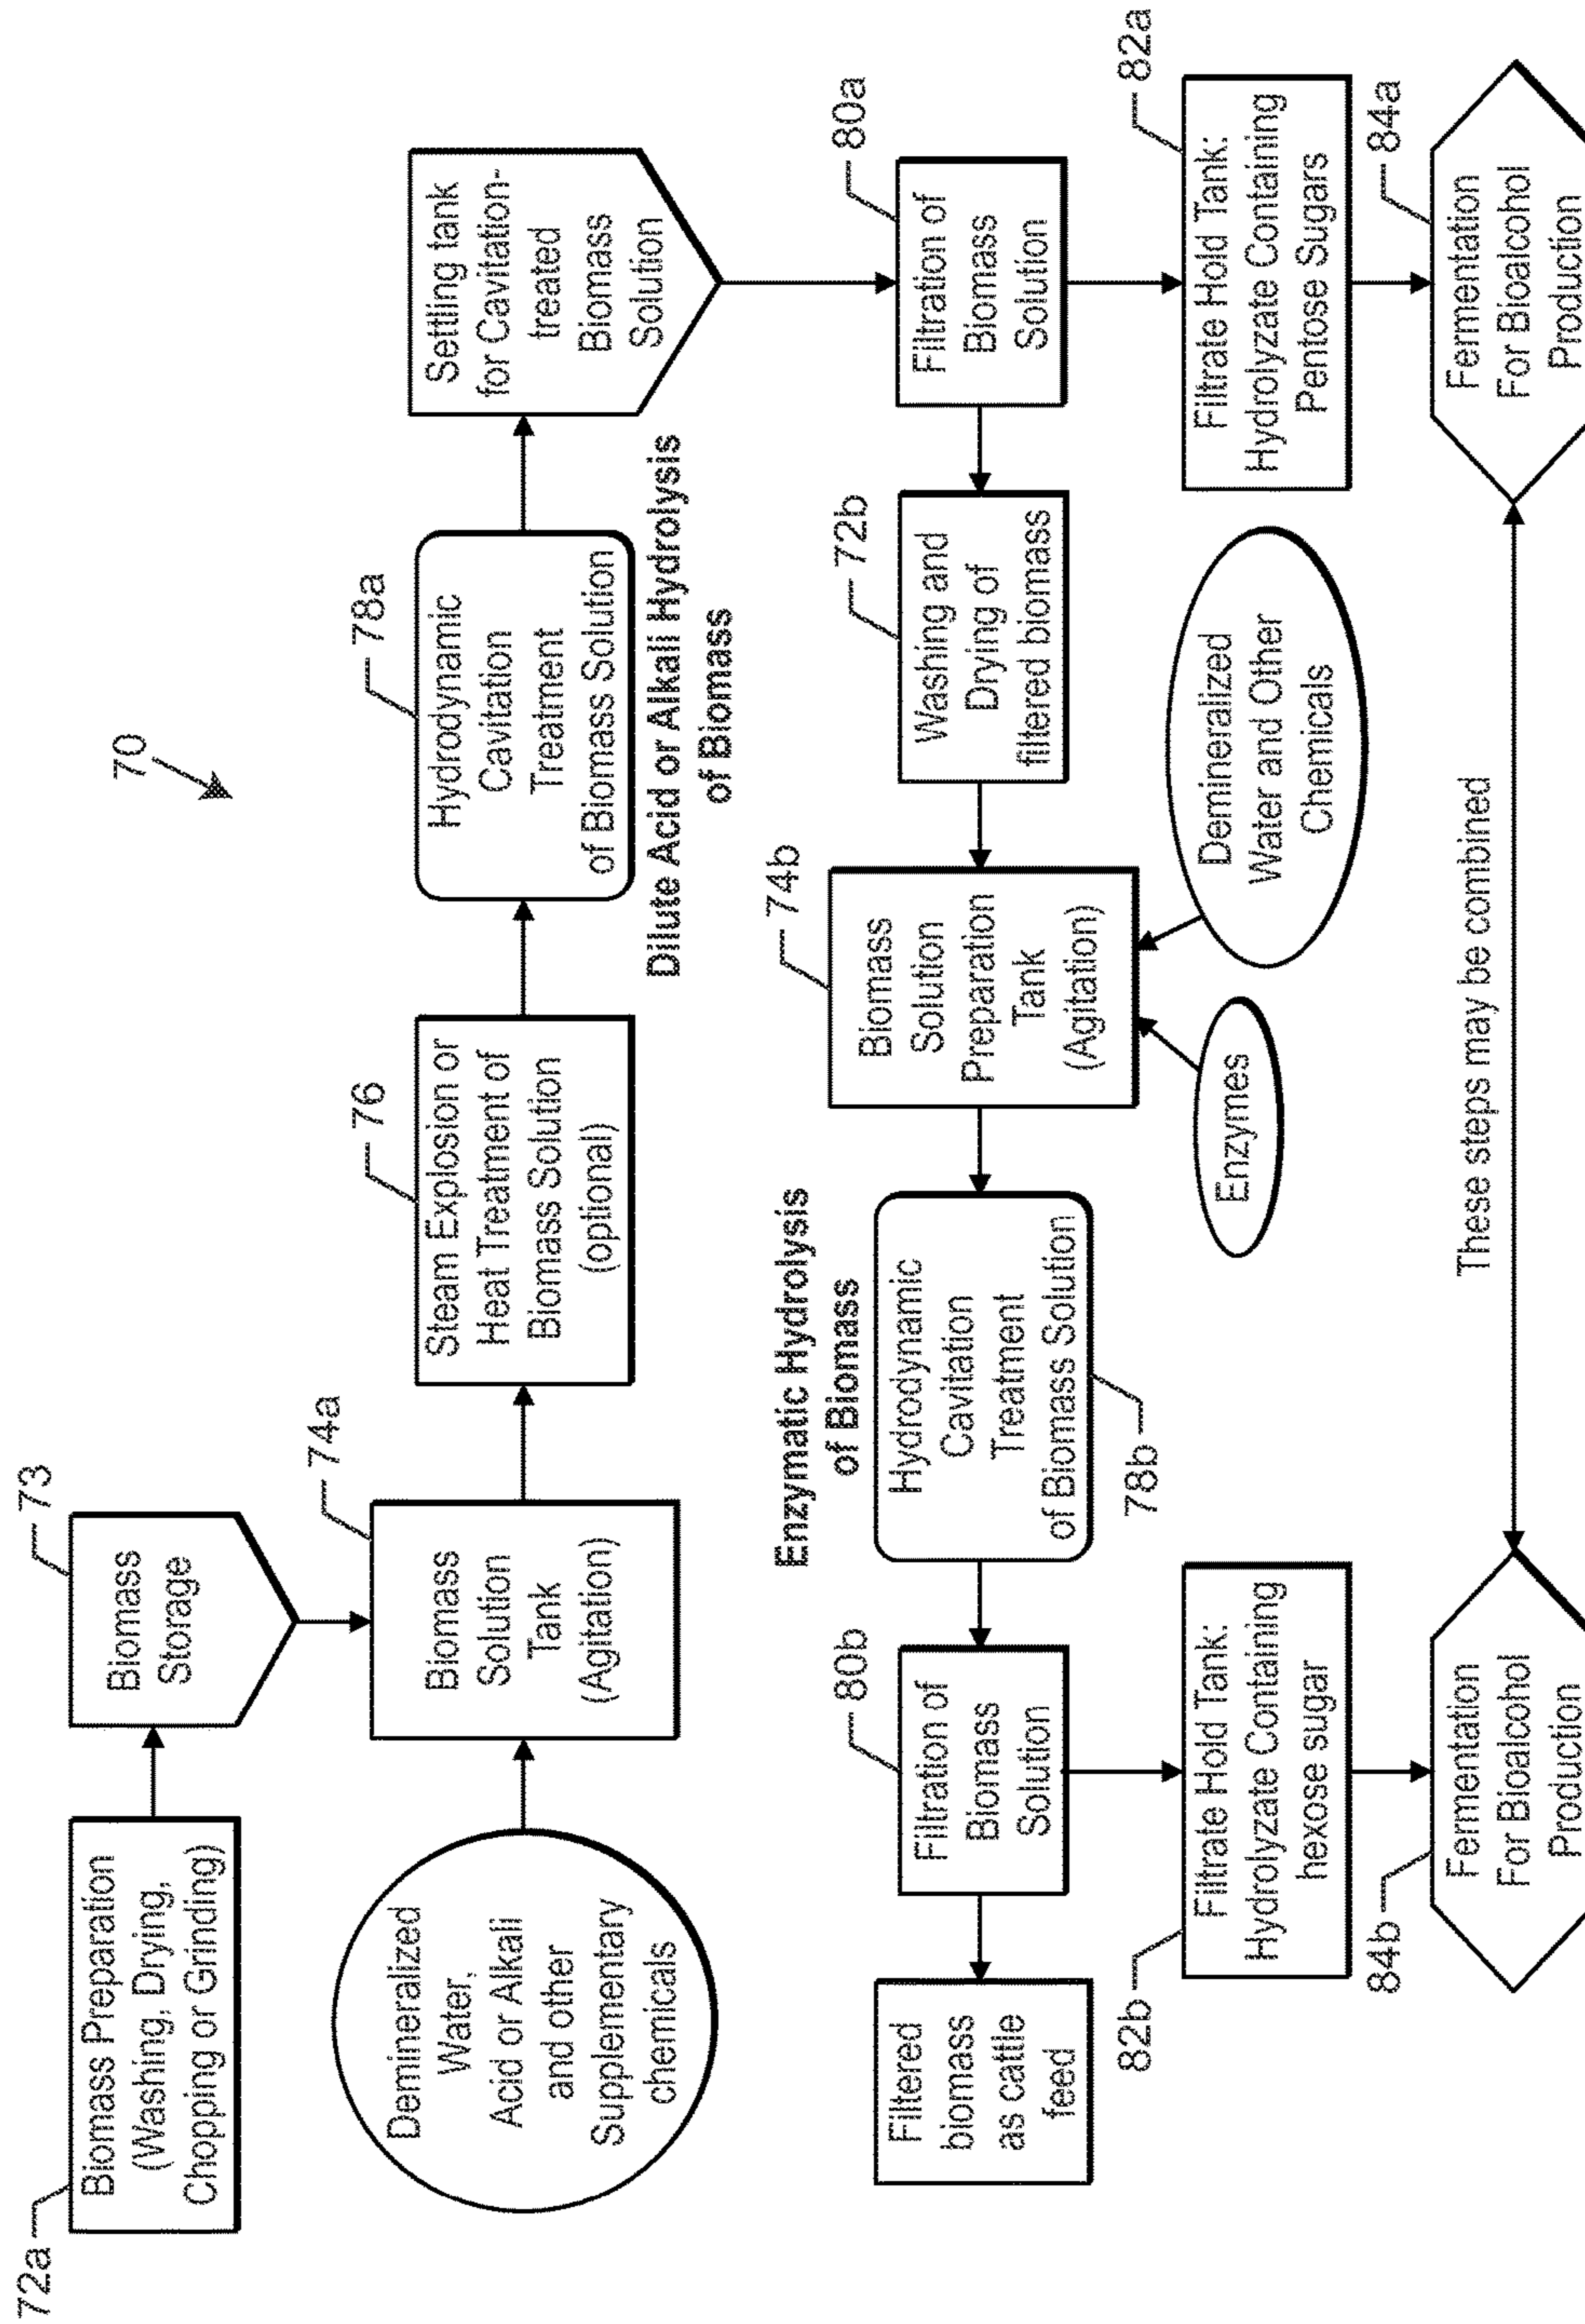 70
72a
Biomass Preparation
(Washing, Drying,
Chopping or Grinding)
73
Biomass
Storage
Demineralized
Water,
Acid or Alkali
and other
Supplementary
chemicals
74a
Biomass
Solution
Tank
(Agitation)
76
Steam Explosion or
Heat Treatment of
Biomass Solution
(optional)
78a
Hydrodynamic
Cavitation
Treatment
of Biomass Solution
Dilute Acid or Alkali Hydrolysis
of Biomass
Settling tank
for Cavitation-
treated
Biomass
Solution
80a
Filtration of
Biomass
Solution
72b
Washing and
Drying of
filtered biomass
74b
Biomass
Solution
Preparation
Tank
(Agitation)
Demineralized
Water and Other
Chemicals
Enzymes
Enzymatic Hydrolysis
of Biomass
Hydrodynamic
Cavitation
Treatment
of Biomass Solution
78b
80b
Filtration of
Biomass
Solution
Filtered
biomass
as cattle
feed
82b
Filtrate Hold Tank:
Hydrolyzate Containing
hexose sugar
82a
Filtrate Hold Tank:
Hydrolyzate Containing
Pentose Sugars
84b
Fermentation
For Bioalcohol
Production
These steps may be combined
84a
Fermentation
For Bioalcohol
Production